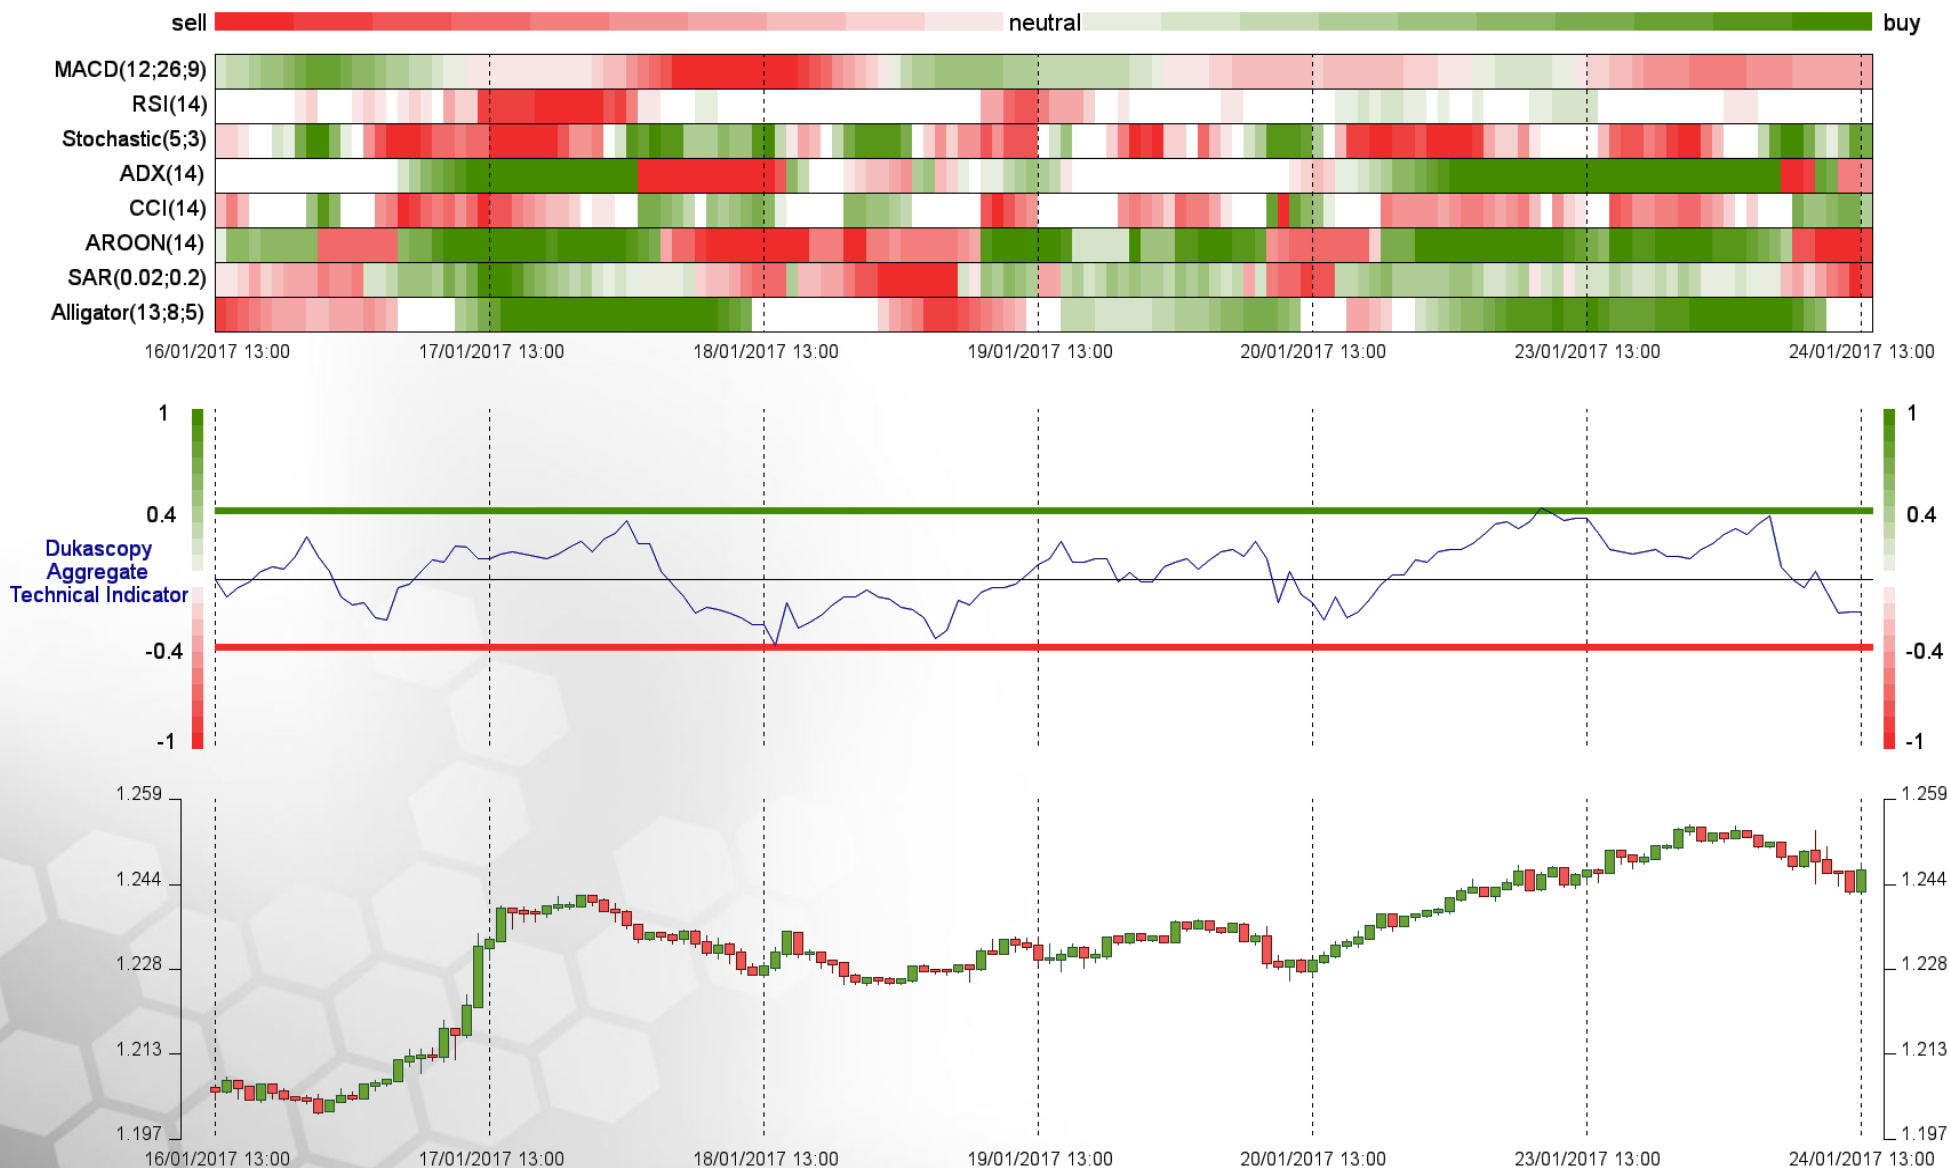 sell neutral buy
MACD(12;26;9)
RSI(14)
Stochastic(5;3)
ADX(14)
CCI(14)
AROON(14)
SAR(0.02;0.2)
Alligator(13;8;5)
16/01/2017 13:00 17/01/2017 13:00 18/01/2017 13:00 19/01/2017 13:00 20/01/2017 13:00 23/01/2017 13:00 24/01/2017 13:00
1 1
0.4 0.4
Dukascopy
Aggregate
Technical Indicator
-0.4 -0.4
-1 -1
1.259 1.259
1.244 1.244
1.228 1.228
1.213 1.213
1.197 1.197
16/01/2017 13:00 17/01/2017 13:00 18/01/2017 13:00 19/01/2017 13:00 20/01/2017 13:00 23/01/2017 13:00 24/01/2017 13:00